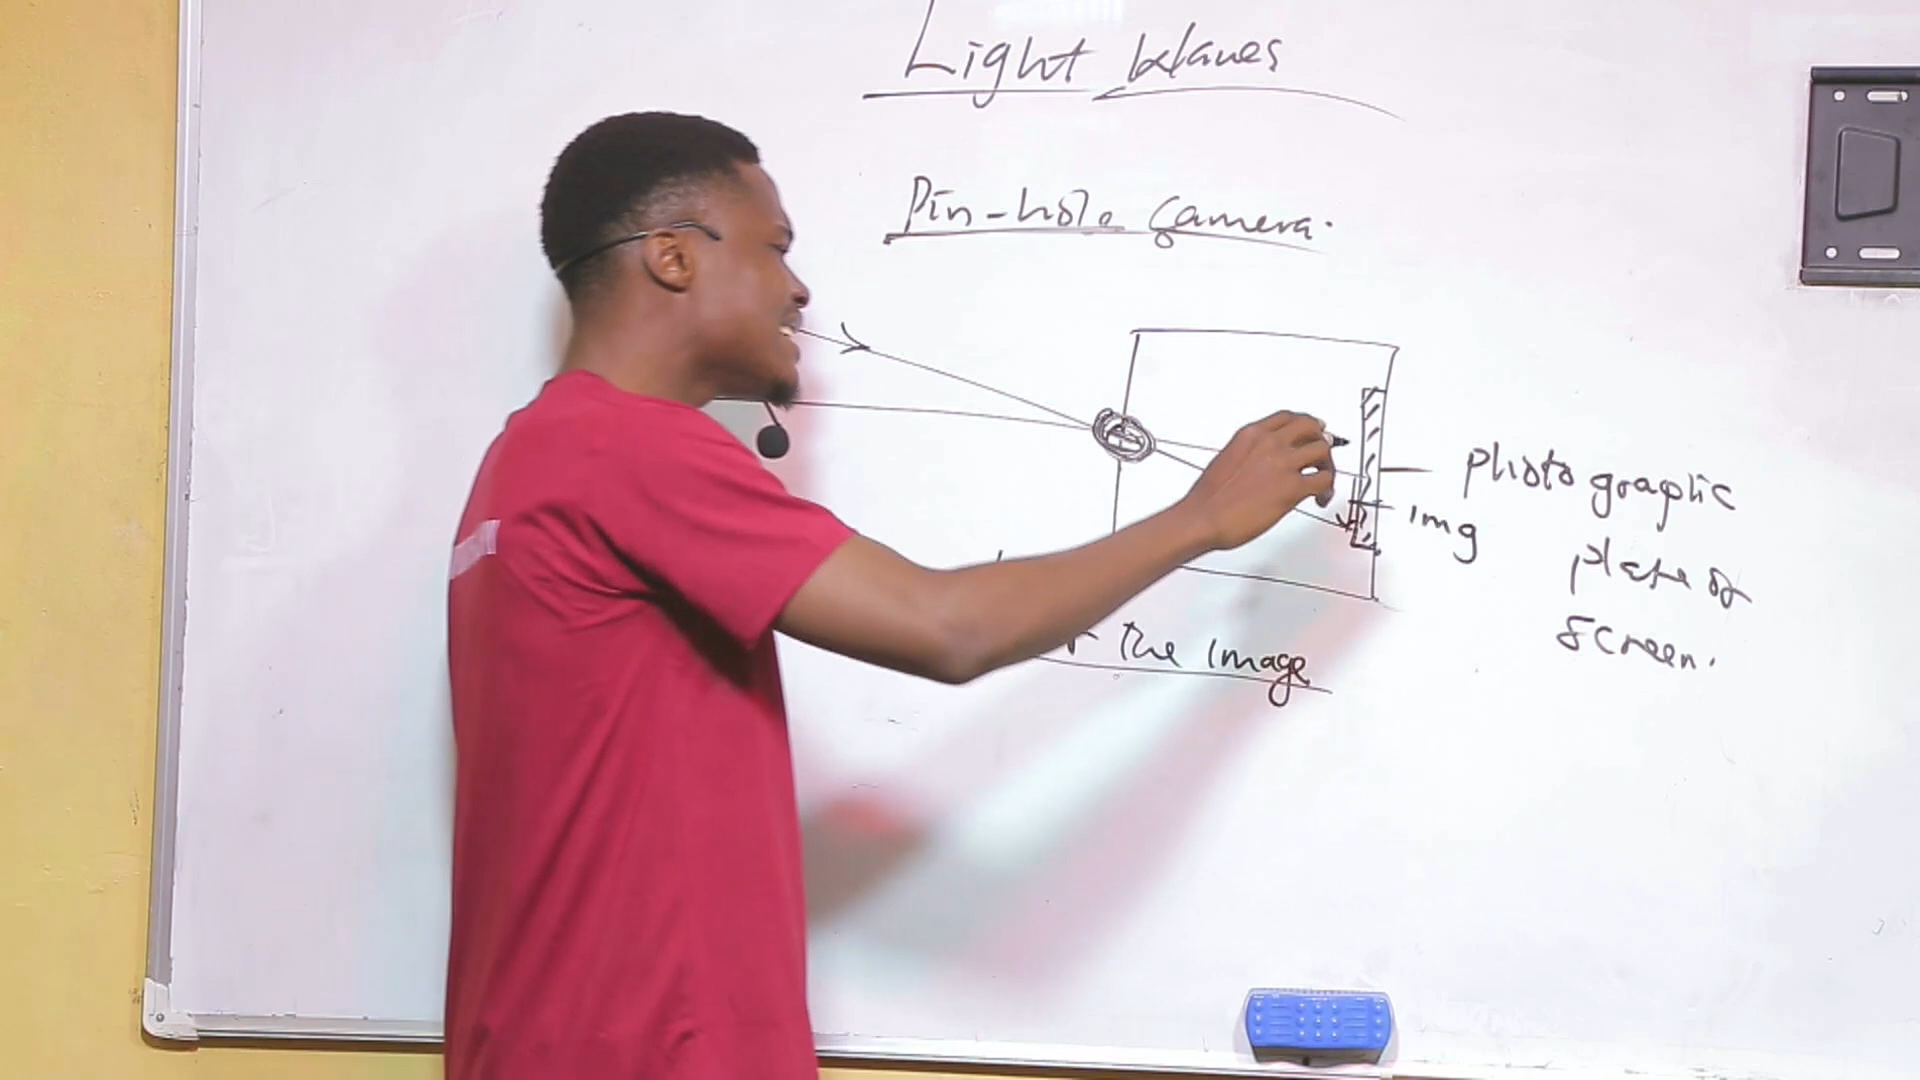 Light Waves
Pin-hole camera.
photographic
img
plate or
screen.
the image